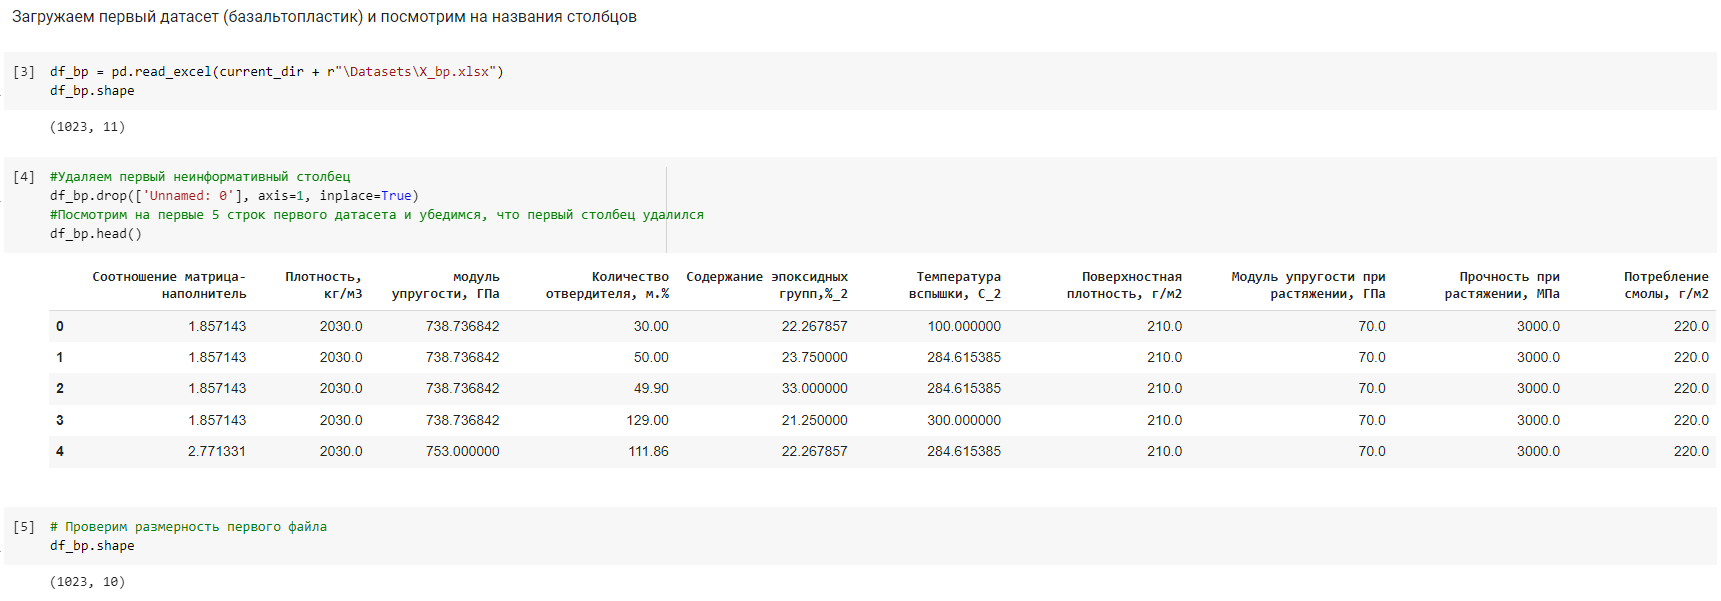 Загружаем первый датасет (базальтопластик) и посмотрим на названия столбцов
[3] df_bp = pd.read_excel(current_dir + r"\Datasets\X_bp.xlsx")
df_bp.shape
(1023, 11)
[4] #Удаляем первый неинформативный столбец
df_bp.drop(['Unnamed: 0'], axis=1, inplace=True)
#Посмотрим на первые 5 строк первого датасета и убедимся, что первый столбец удалился
df_bp.head()
Соотношение матрица- Плотность, модуль Количество Содержание эпоксидных Температура Поверхностная Модуль упругости при Прочность при Потребление
наполнитель кг/м3 упругости, ГПа отвердителя, м.% групп,%_2 вспышки, С_2 плотность, г/м2 растяжении, ГПа растяжении, МПа смолы, г/м2
0 1.857143 2030.0 738.736842 30.00 22.267857 100.000000 210.0 70.0 3000.0 220.0
1 1.857143 2030.0 738.736842 50.00 23.750000 284.615385 210.0 70.0 3000.0 220.0
2 1.857143 2030.0 738.736842 49.90 33.000000 284.615385 210.0 70.0 3000.0 220.0
3 1.857143 2030.0 738.736842 129.00 21.250000 300.000000 210.0 70.0 3000.0 220.0
4 2.771331 2030.0 753.000000 111.86 22.267857 284.615385 210.0 70.0 3000.0 220.0
[5] # Проверим размерность первого файла
df_bp.shape
(1023, 10)